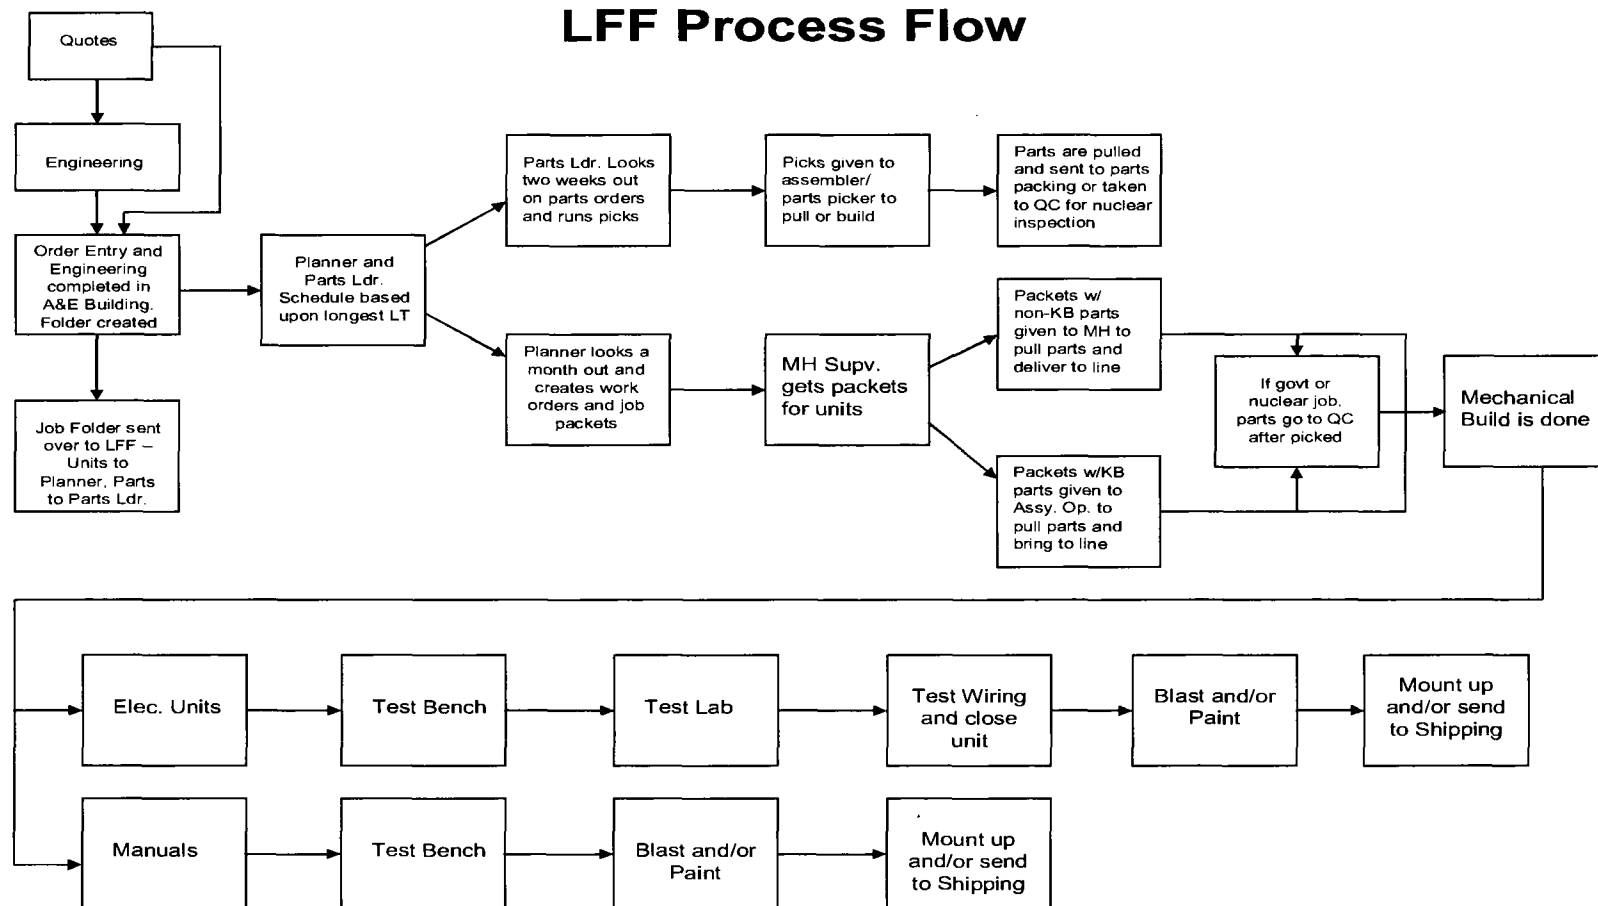 LFF Process Flow
Quotes
Engineering
Order Entry and
Engineering
completed in
A&E Building.
Folder created
Job Folder sent
over to LFF –
Units to
Planner, Parts
to Parts Ldr.
Planner and
Parts Ldr.
Schedule based
upon longest LT
Parts Ldr. Looks
two weeks out
on parts orders
and runs picks
Picks given to
assembler/
parts picker to
pull or build
Parts are pulled
and sent to parts
packing or taken
to QC for nuclear
inspection
Planner looks a
month out and
creates work
orders and job
packets
MH Supv.
gets packets
for units
Packets w/
non-KB parts
given to MH to
pull parts and
deliver to line
Packets w/KB
parts given to
Assy. Op. to
pull parts and
bring to line
If govt or
nuclear job,
parts go to QC
after picked
Mechanical
Build is done
Elec. Units
Test Bench
Test Lab
Test Wiring
and close
unit
Blast and/or
Paint
Mount up
and/or send
to Shipping
Manuals
Test Bench
Blast and/or
Paint
Mount up
and/or send
to Shipping